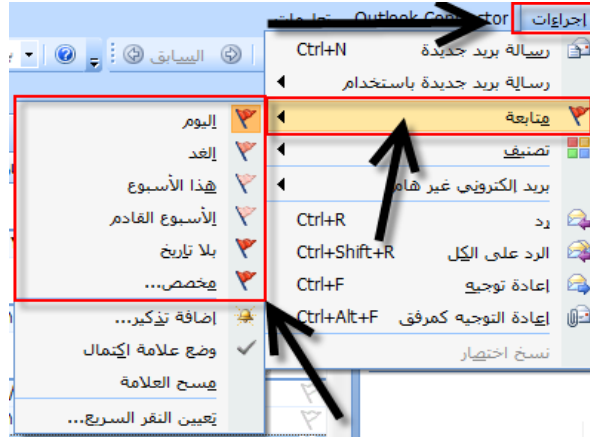 إجراءات
Outlook Connector
تعليمات
السابق
رسالة بريد جديدة Ctrl+N
رسالة بريد جديدة باستخدام
متابعة
تصنيف
بريد إلكتروني غير هام
رد Ctrl+R
الرد على الكل Ctrl+Shift+R
إعادة توجيه Ctrl+F
إعادة التوجيه كمرفق Ctrl+Alt+F
نسخ اختصار
اليوم
الغد
هذا الأسبوع
الأسبوع القادم
بلا تاريخ
مخصص...
إضافة تذكير...
وضع علامة اكتمال
مسح العلامة
تعيين النقر السريع...